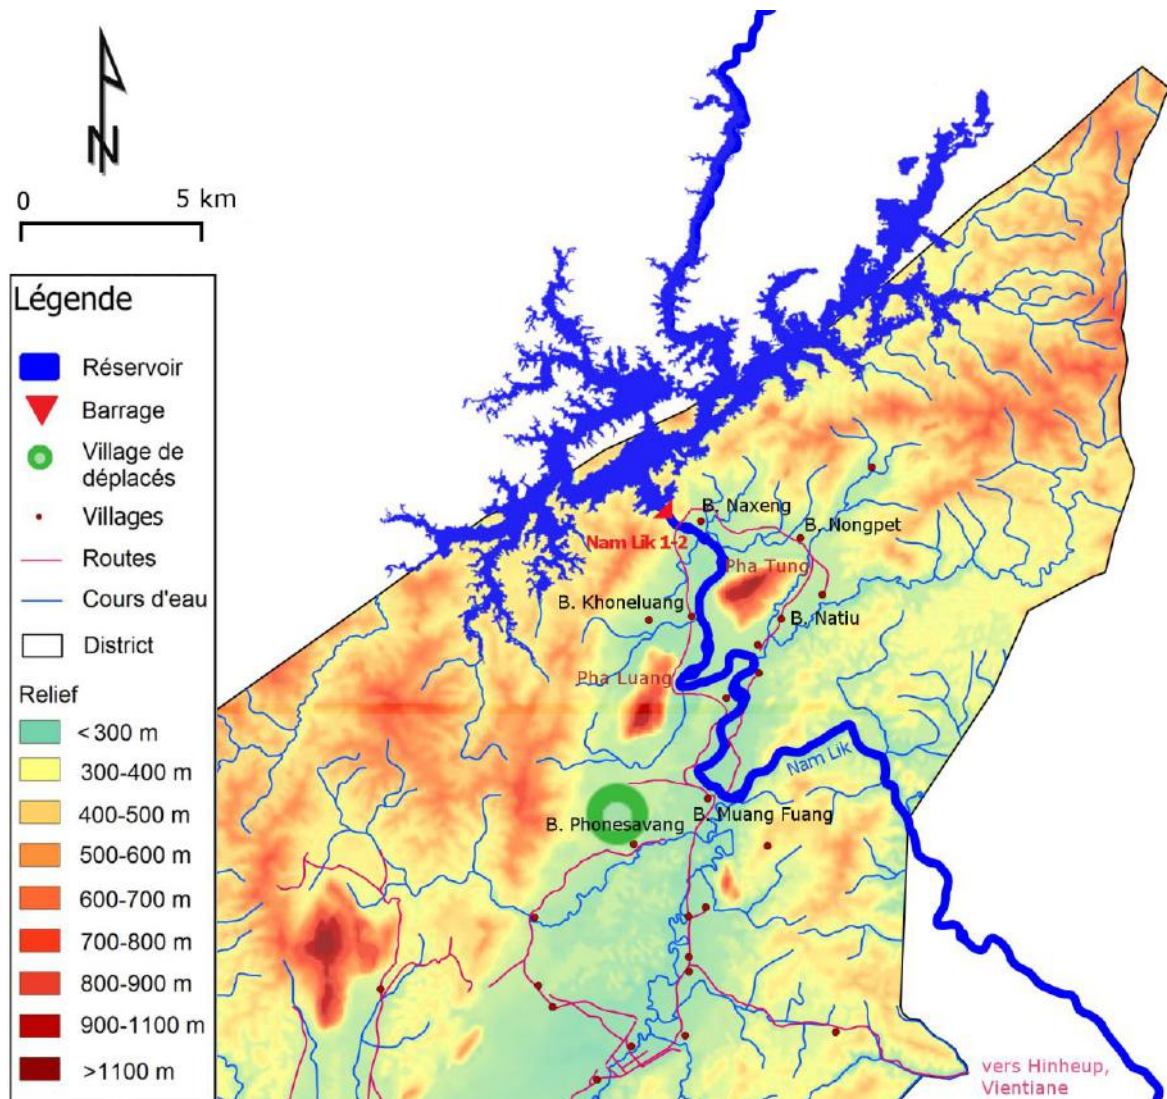 N
0 5 km
Légende
Réservoir
Barrage
Village de
déplacés
Villages
Routes
Cours d'eau
District
Relief
< 300 m
300-400 m
400-500 m
500-600 m
600-700 m
700-800 m
800-900 m
900-1100 m
>1100 m
B. Naxeng
B. Nongpet
Nam Lik 1-2
Pha Tung
B. Khoneluang
B. Natiu
Pha Luang
Nam Lik
B. Muang Fuang
B. Phonesavang
vers Hinheup,
Vientiane